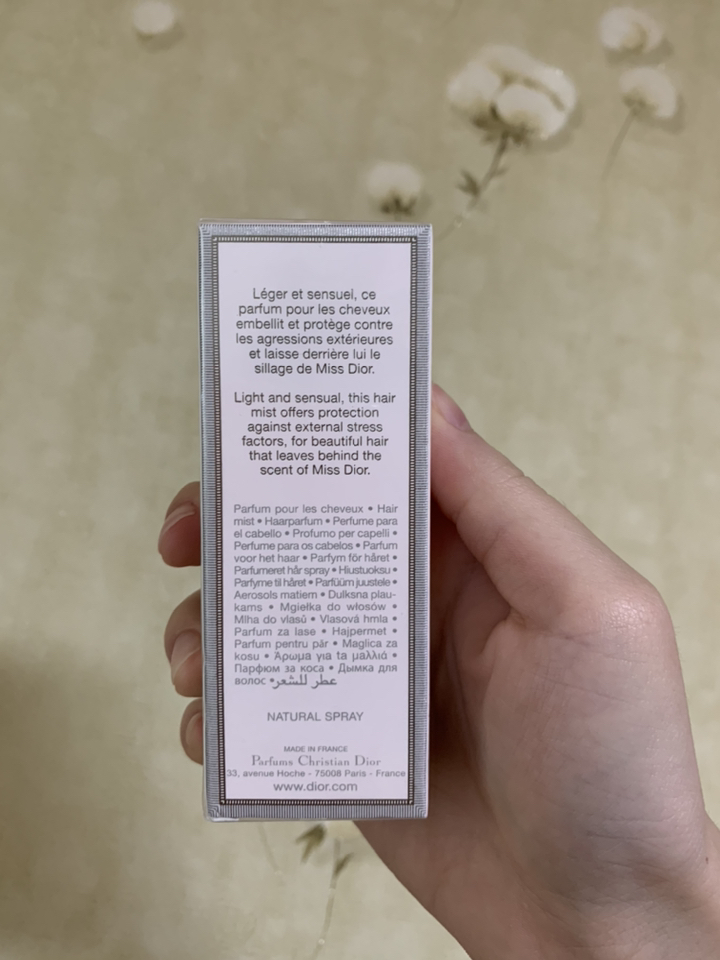 Léger et sensuel, ce
parfum pour les cheveux
embellit et protège contre
les agressions extérieures
et laisse derrière lui le
sillage de Miss Dior.
Light and sensual, this hair
mist offers protection
against external stress
factors, for beautiful hair
that leaves behind the
scent of Miss Dior.
Parfum pour les cheveux • Hair
mist • Haarparfum • Perfume para
el cabello • Profumo per capelli •
Perfume para os cabelos • Parfum
voor het haar • Parfym för håret •
Parfumeret hår spray • Hiustuoksu •
Parfyme til håret • Parfüüm juustele •
Aerosols matiem • Dulksna plau-
kams • Mgiełka do włosów •
Mlha do vlasů • Vlasová hmla •
Parfum za lase • Hajpermet •
Parfum pentru păr • Maglica za
kosu • Άρωμα για τα μαλλιά •
Парфюм за коса • Дымка для
волос • عطر للشعر
NATURAL SPRAY
MADE IN FRANCE
Parfums Christian Dior
33, avenue Hoche - 75008 Paris - France
www.dior.com